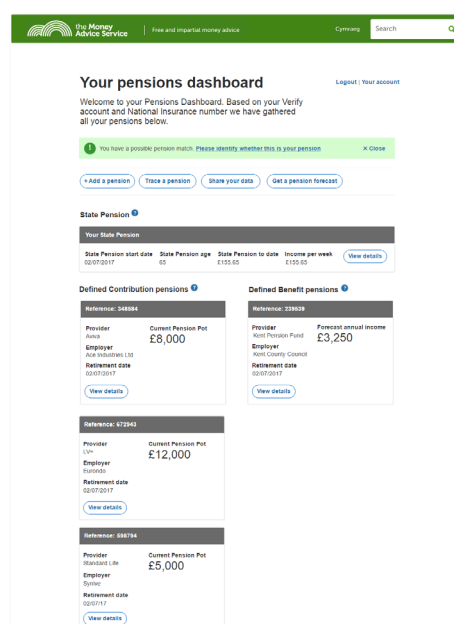 the Money
Advice Service
Free and impartial money advice
Cymraeg
Search
Your pensions dashboard
Logout | Your account
Welcome to your Pensions Dashboard. Based on your Verify
account and National Insurance number we have gathered
all your pensions below.
You have a possible pension match. Please identify whether this is your pension
× Close
+ Add a pension
Trace a pension
Share your data
Get a pension forecast
State Pension ?
Your State Pension
State Pension start date State Pension age State Pension to date Income per week
02/07/2017 65 £155.65 £155.65
View details
Defined Contribution pensions ?
Reference: 348584
Provider Current Pension Pot
Aviva £8,000
Employer
Ace Industries Ltd
Retirement date
02/07/2017
View details
Defined Benefit pensions ?
Reference: 239539
Provider Forecast annual income
Kent Pension Fund £3,250
Employer
Kent County Council
Retirement date
02/07/2017
View details
Reference: 672943
Provider Current Pension Pot
LV= £12,000
Employer
Eurondo
Retirement date
02/07/2017
View details
Reference: 598794
Provider Current Pension Pot
Standard Life £5,000
Employer
Synive
Retirement date
02/07/17
View details